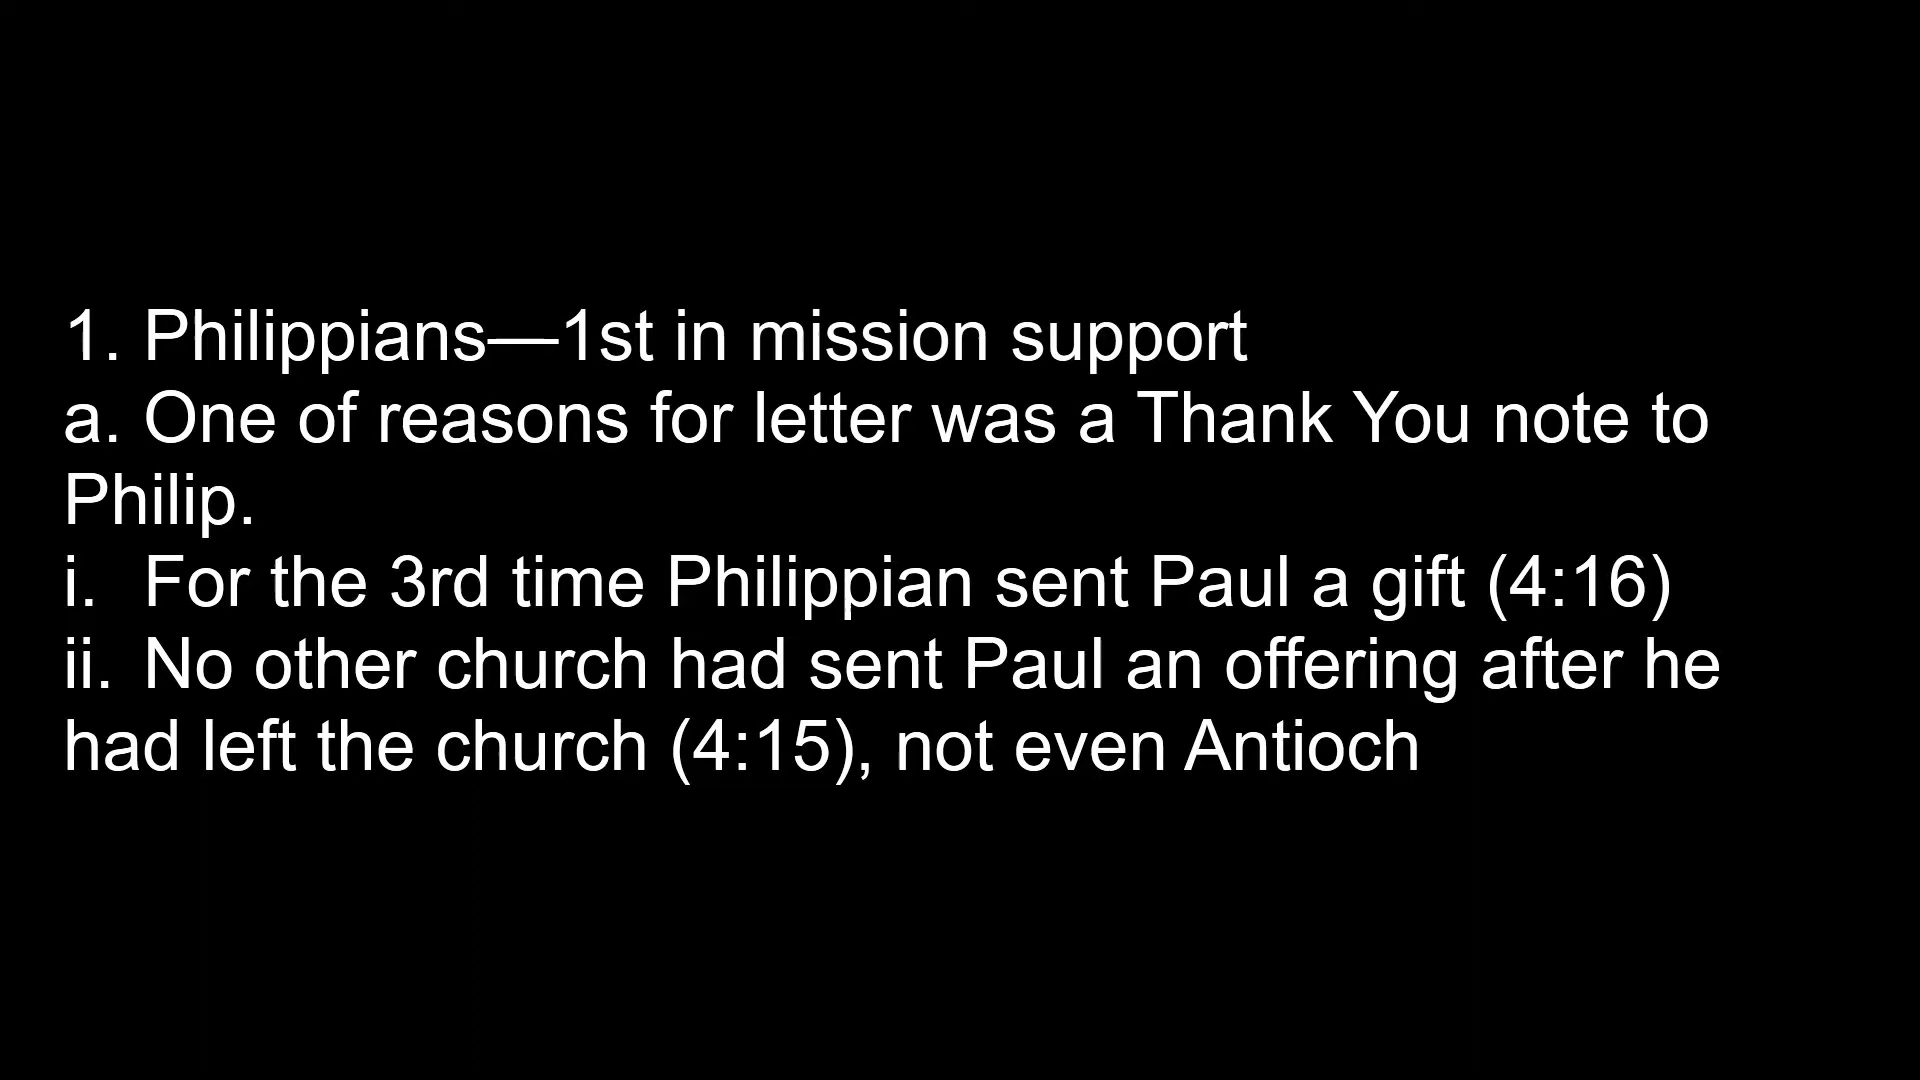 1. Philippians—1st in mission support
a. One of reasons for letter was a Thank You note to
Philip.
i. For the 3rd time Philippian sent Paul a gift (4:16)
ii. No other church had sent Paul an offering after he
had left the church (4:15), not even Antioch